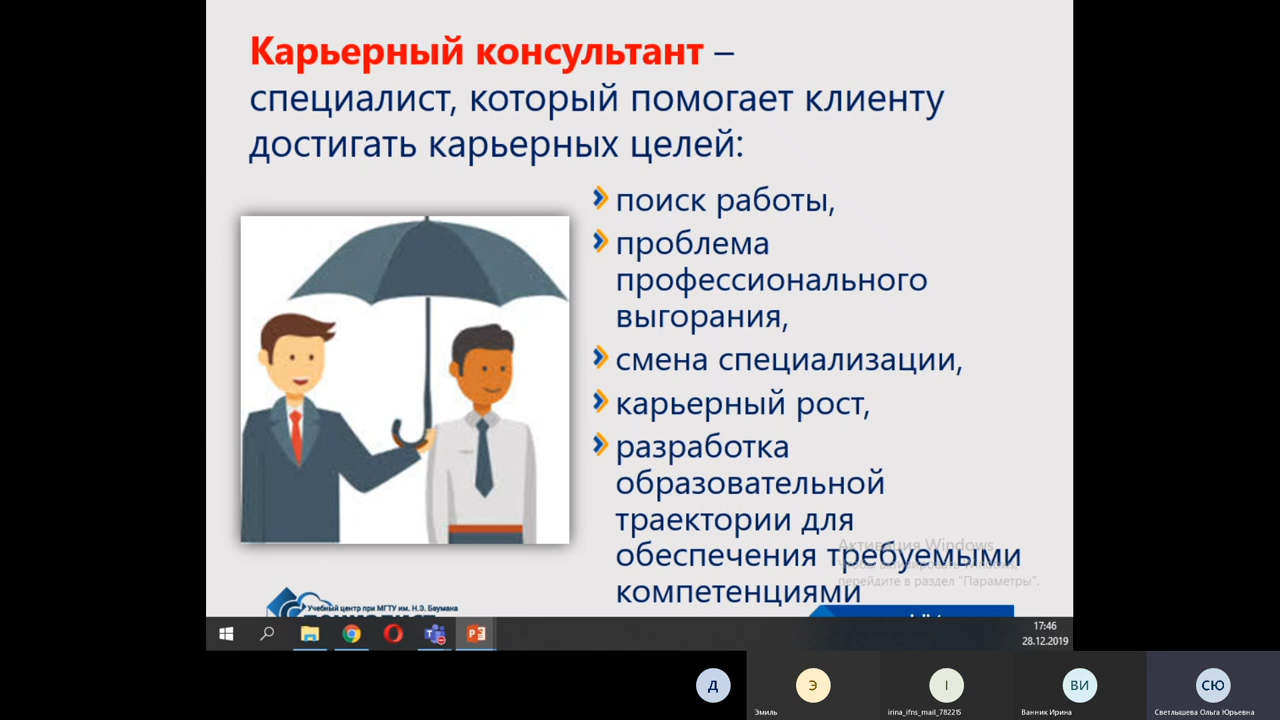 Карьерный консультант –
специалист, который помогает клиенту
достигать карьерных целей:
поиск работы,
проблема
профессионального
выгорания,
смена специализации,
карьерный рост,
разработка
образовательной
траектории для
обеспечения требуемыми
компетенциями
Активация Windows
перейдите в раздел "Параметры".
Учебный центр при МГТУ им. Н.Э. Баумана
17:46
28.12.2019
Д
Э
I
ВИ
СЮ
Эмиль
irina_ifns_mail_782215
Ванник Ирина
Светлышева Ольга Юрьевна